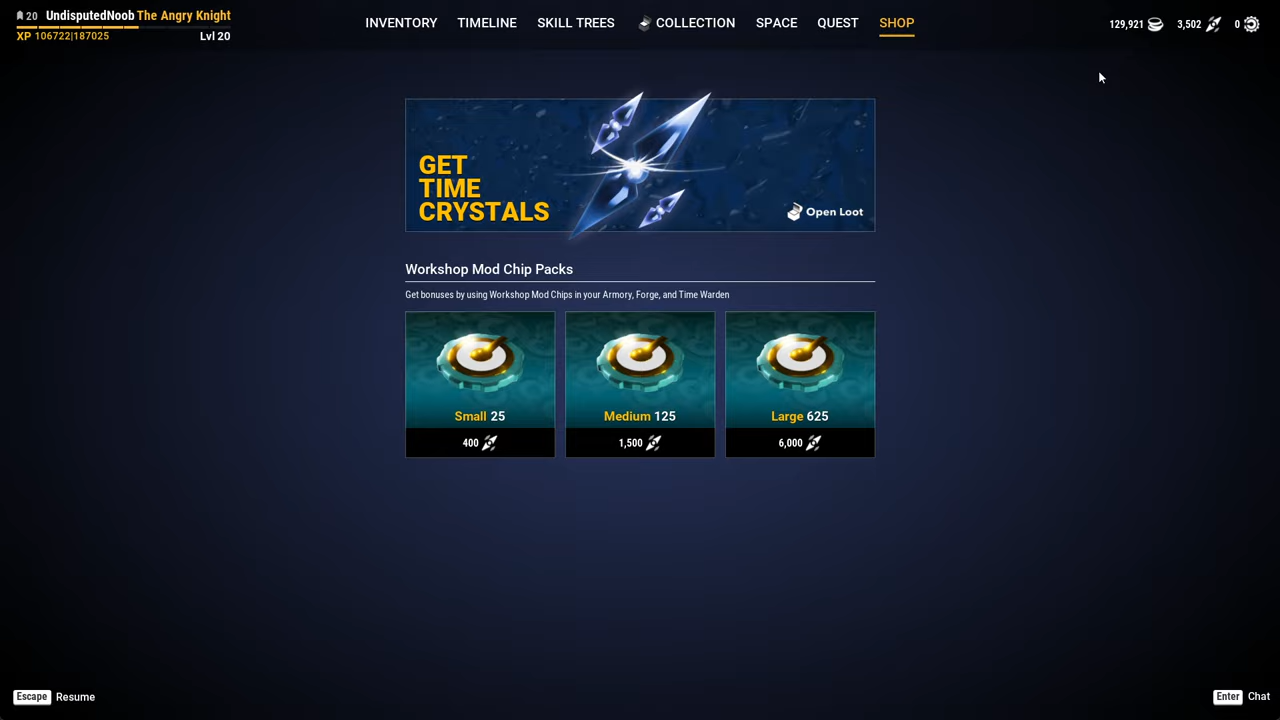 20 UndisputedNoob The Angry Knight
XP 106722|187025 Lvl 20
INVENTORY TIMELINE SKILL TREES COLLECTION SPACE QUEST SHOP
129,921 3,502 0
GET
TIME
CRYSTALS
Open Loot
Workshop Mod Chip Packs
Get bonuses by using Workshop Mod Chips in your Armory, Forge, and Time Warden
Small 25 Medium 125 Large 625
400 1,500 6,000
Escape Resume
Enter Chat